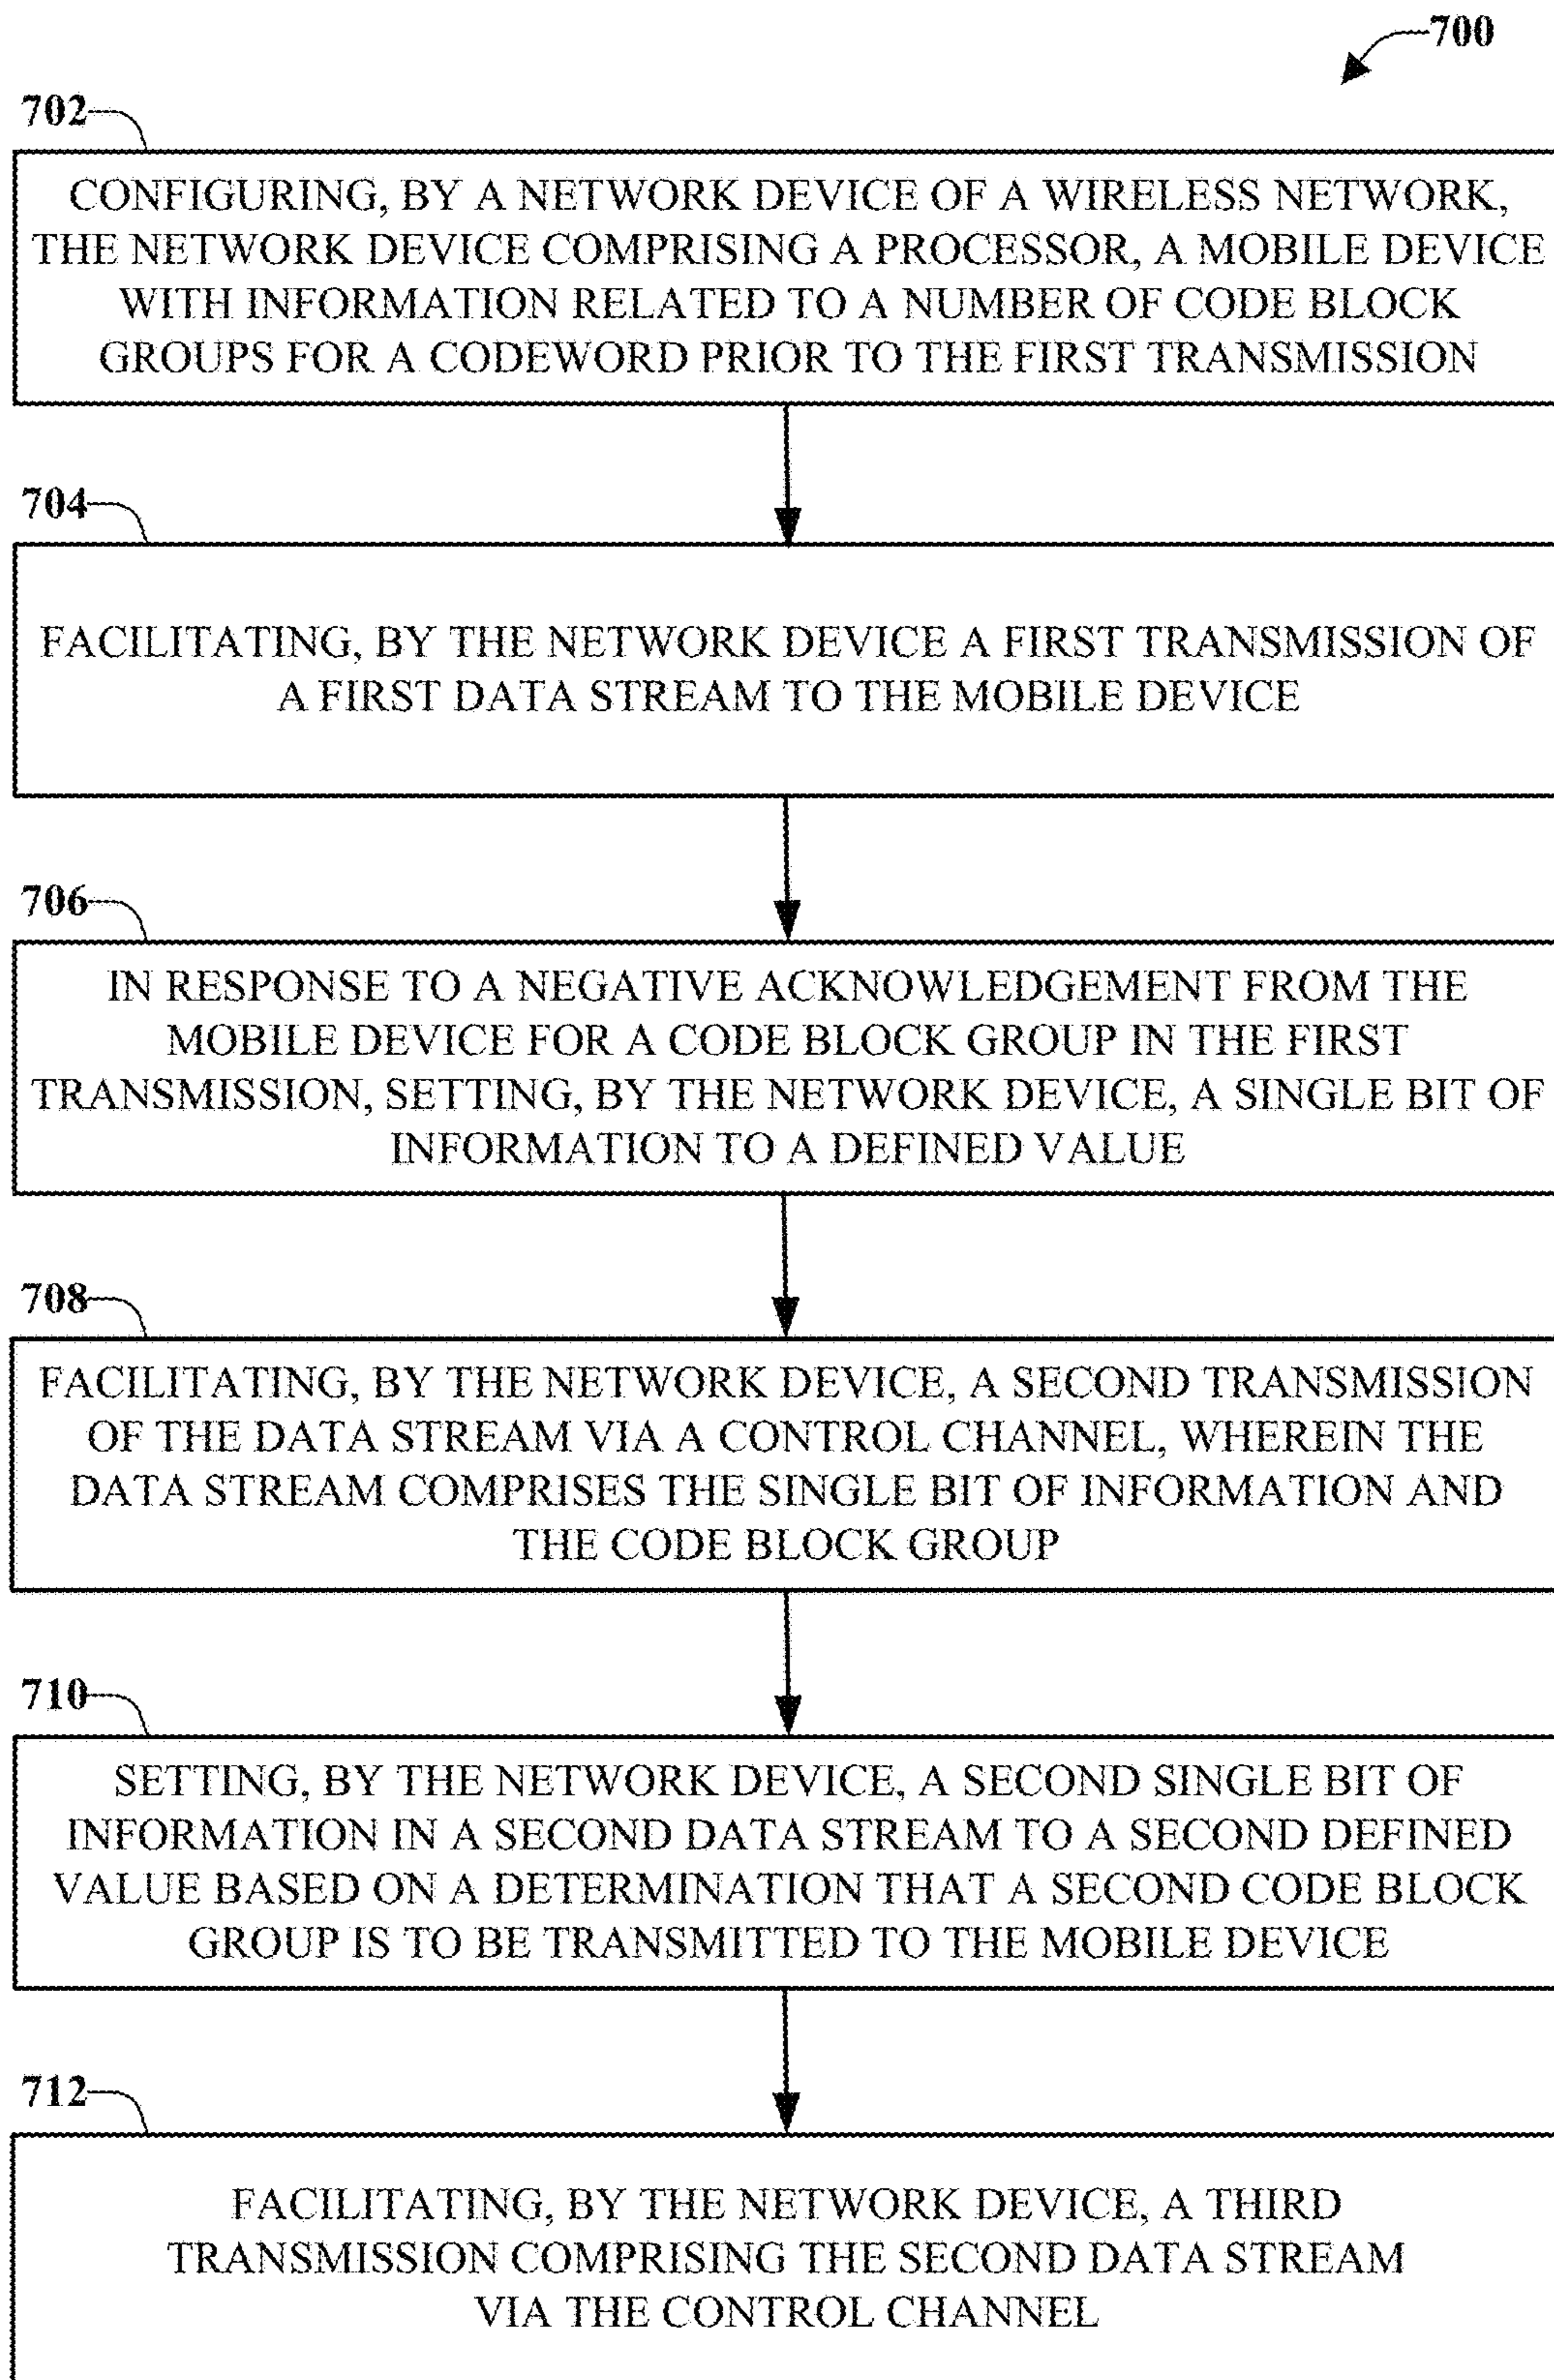 700
702
CONFIGURING, BY A NETWORK DEVICE OF A WIRELESS NETWORK,
THE NETWORK DEVICE COMPRISING A PROCESSOR, A MOBILE DEVICE
WITH INFORMATION RELATED TO A NUMBER OF CODE BLOCK
GROUPS FOR A CODEWORD PRIOR TO THE FIRST TRANSMISSION
704
FACILITATING, BY THE NETWORK DEVICE A FIRST TRANSMISSION OF
A FIRST DATA STREAM TO THE MOBILE DEVICE
706
IN RESPONSE TO A NEGATIVE ACKNOWLEDGEMENT FROM THE
MOBILE DEVICE FOR A CODE BLOCK GROUP IN THE FIRST
TRANSMISSION, SETTING, BY THE NETWORK DEVICE, A SINGLE BIT OF
INFORMATION TO A DEFINED VALUE
708
FACILITATING, BY THE NETWORK DEVICE, A SECOND TRANSMISSION
OF THE DATA STREAM VIA A CONTROL CHANNEL, WHEREIN THE
DATA STREAM COMPRISES THE SINGLE BIT OF INFORMATION AND
THE CODE BLOCK GROUP
710
SETTING, BY THE NETWORK DEVICE, A SECOND SINGLE BIT OF
INFORMATION IN A SECOND DATA STREAM TO A SECOND DEFINED
VALUE BASED ON A DETERMINATION THAT A SECOND CODE BLOCK
GROUP IS TO BE TRANSMITTED TO THE MOBILE DEVICE
712
FACILITATING, BY THE NETWORK DEVICE, A THIRD
TRANSMISSION COMPRISING THE SECOND DATA STREAM
VIA THE CONTROL CHANNEL